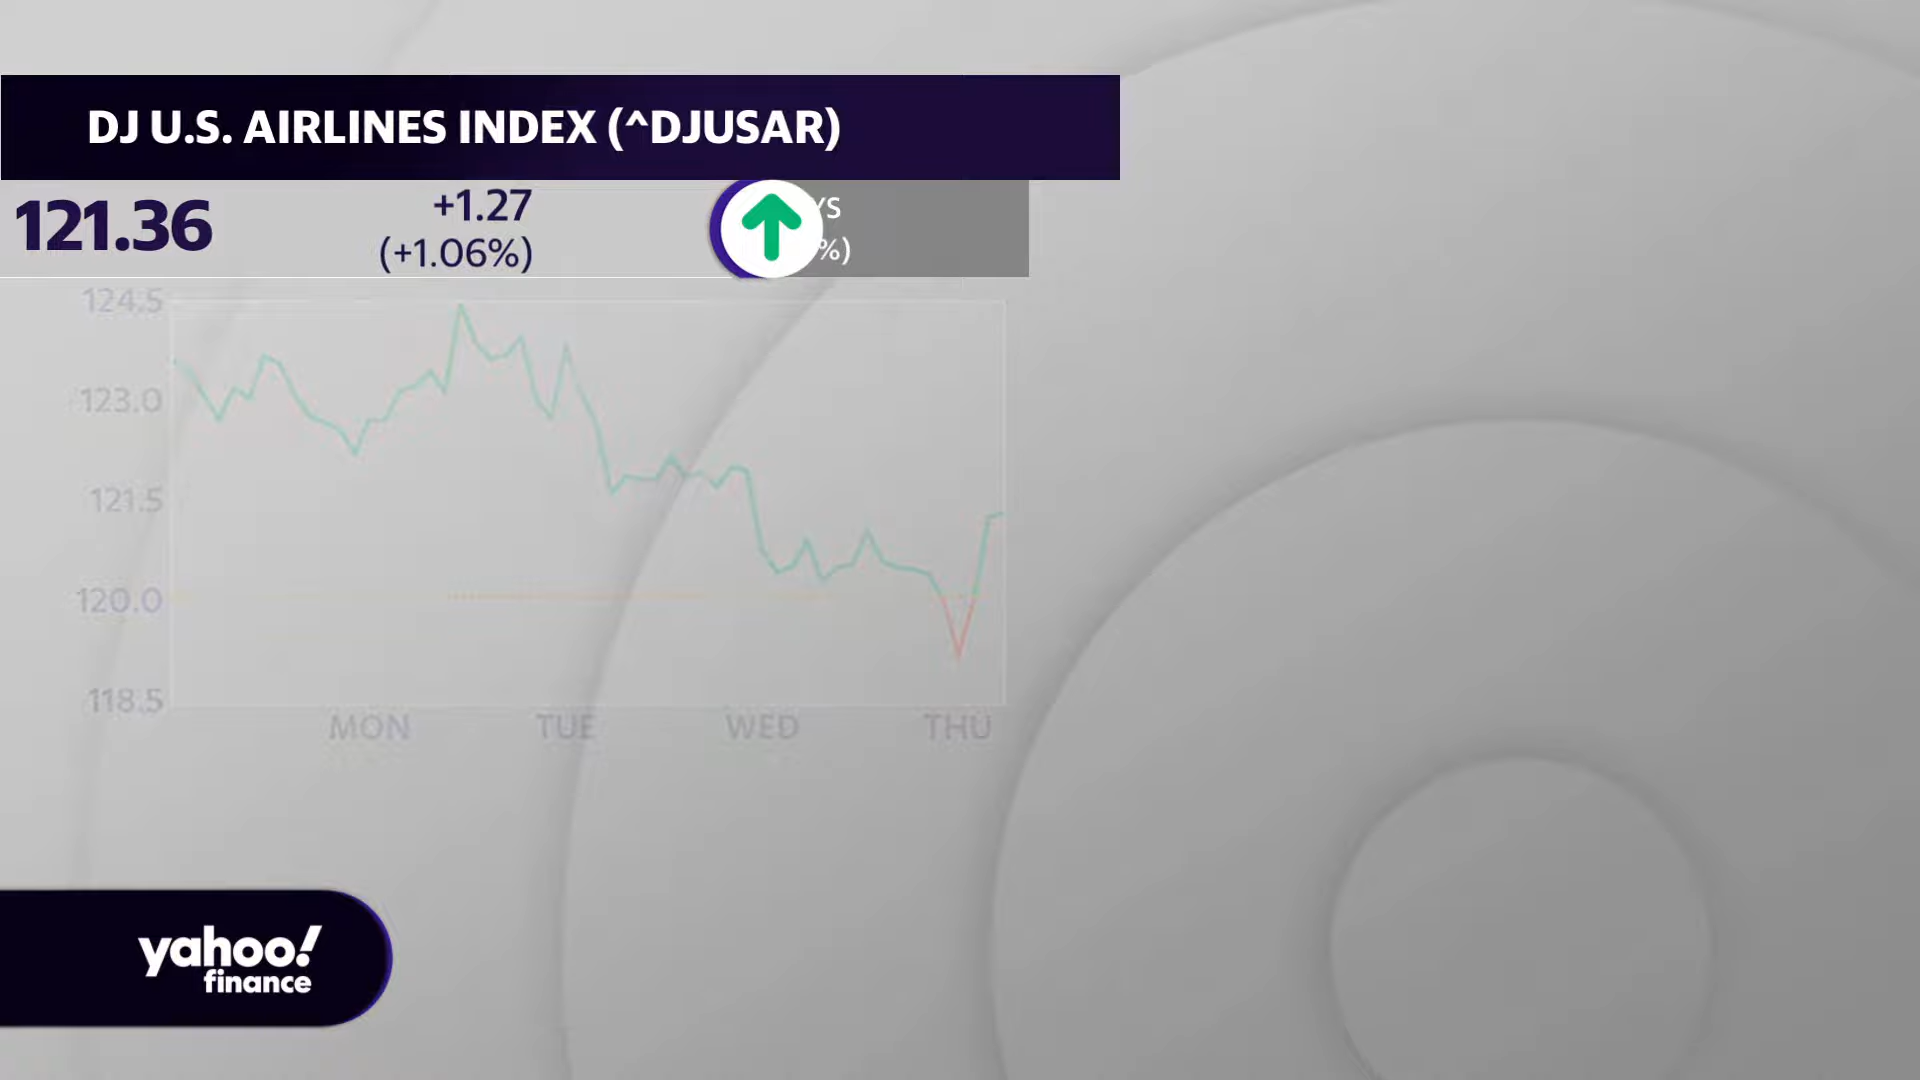 DJ U.S. AIRLINES INDEX (^DJUSAR)
121.36
+1.27
(+1.06%)
YS
%)
124.5
123.0
121.5
120.0
118.5
MON TUE WED THU
yahoo!
finance